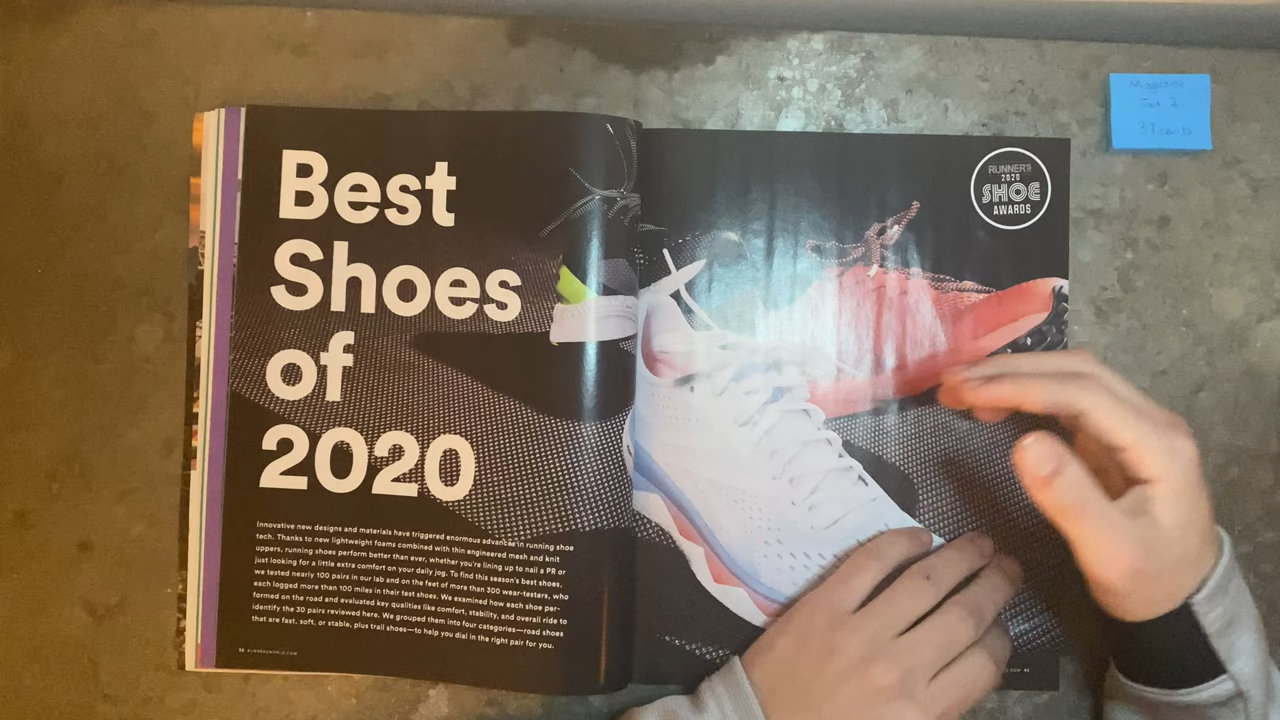 Best
Shoes
of
2020
Innovative new designs and materials have triggered enormous advances in running shoe
tech. Thanks to new lightweight foams combined with thin engineered mesh and knit
uppers, running shoes perform better than ever, whether you're lining up to nail a PR or
just looking for a little extra comfort on your daily jog. To find this season's best shoes,
we tested nearly 100 pairs in our lab and on the feet of more than 300 wear-testers, who
each logged more than 100 miles in their test shoes. We examined how each shoe per-
formed on the road and evaluated key qualities like comfort, stability, and overall ride to
identify the 30 pairs reviewed here. We grouped them into four categories—road shoes
that are fast, soft, or stable, plus trail shoes—to help you dial in the right pair for you.
RUNNERSWORLD.COM
RUNNER'S
2020
SHOE
AWARDS
Magazine
2
37